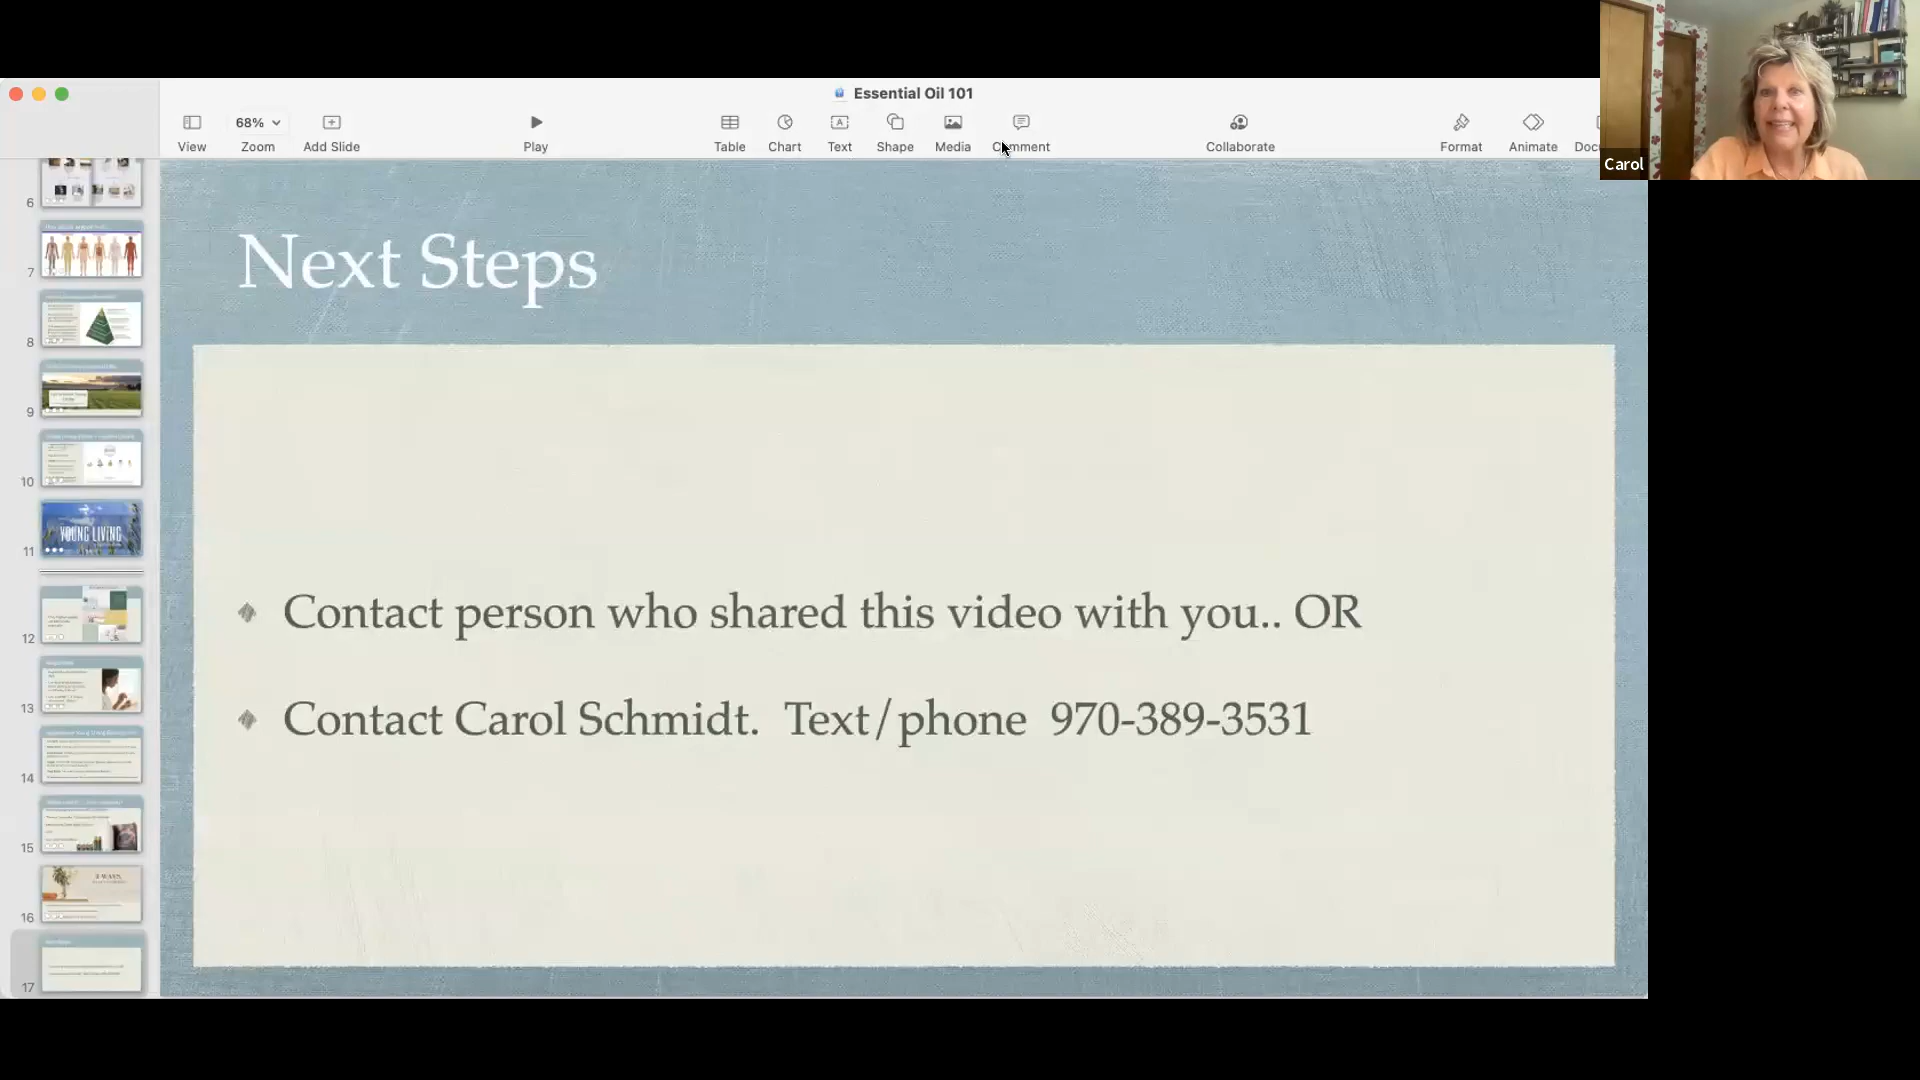 Essential Oil 101
68%
View
Zoom
Add Slide
Play
Table
Chart
Text
Shape
Media
Comment
Collaborate
Format
Animate
Carol
Next Steps
Contact person who shared this video with you.. OR
Contact Carol Schmidt. Text/phone 970-389-3531
6
7
8
9
10
11
YOUNG LIVING
12
13
14
15
16
2 WAYS
17